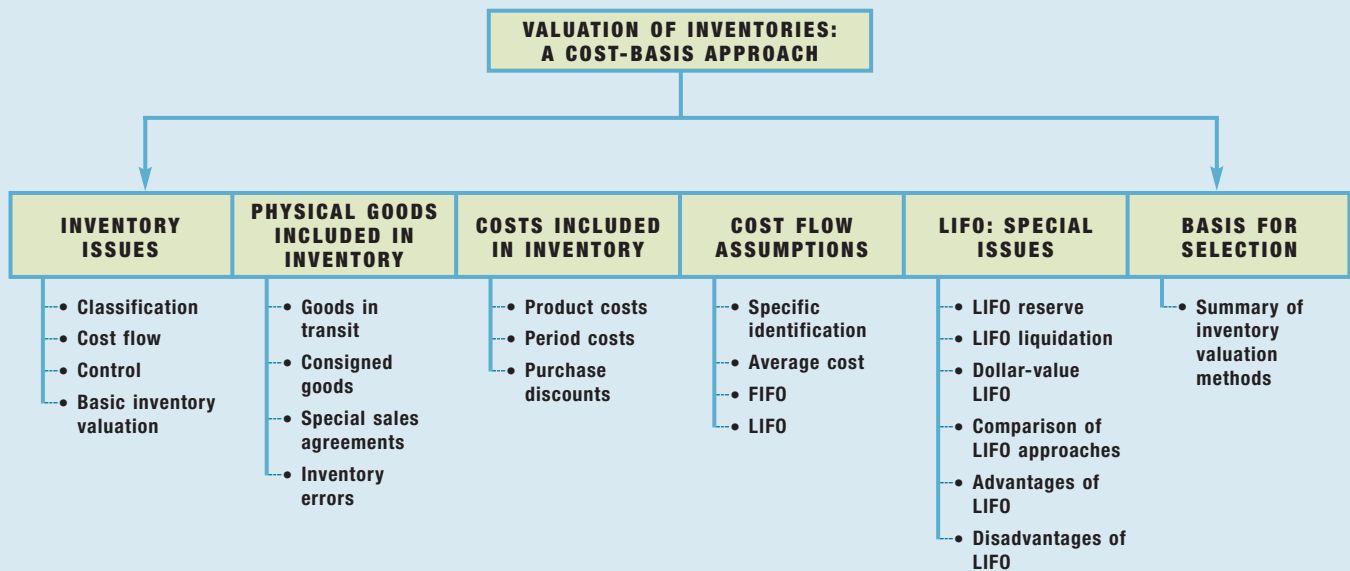 VALUATION OF INVENTORIES:
A COST-BASIS APPROACH
INVENTORY
ISSUES
• Classification
• Cost flow
• Control
• Basic inventory
valuation
PHYSICAL GOODS
INCLUDED IN
INVENTORY
• Goods in
transit
• Consigned
goods
• Special sales
agreements
• Inventory
errors
COSTS INCLUDED
IN INVENTORY
• Product costs
• Period costs
• Purchase
discounts
COST FLOW
ASSUMPTIONS
• Specific
identification
• Average cost
• FIFO
• LIFO
LIFO: SPECIAL
ISSUES
• LIFO reserve
• LIFO liquidation
• Dollar-value
LIFO
• Comparison of
LIFO approaches
• Advantages of
LIFO
• Disadvantages of
LIFO
BASIS FOR
SELECTION
• Summary of
inventory
valuation
methods